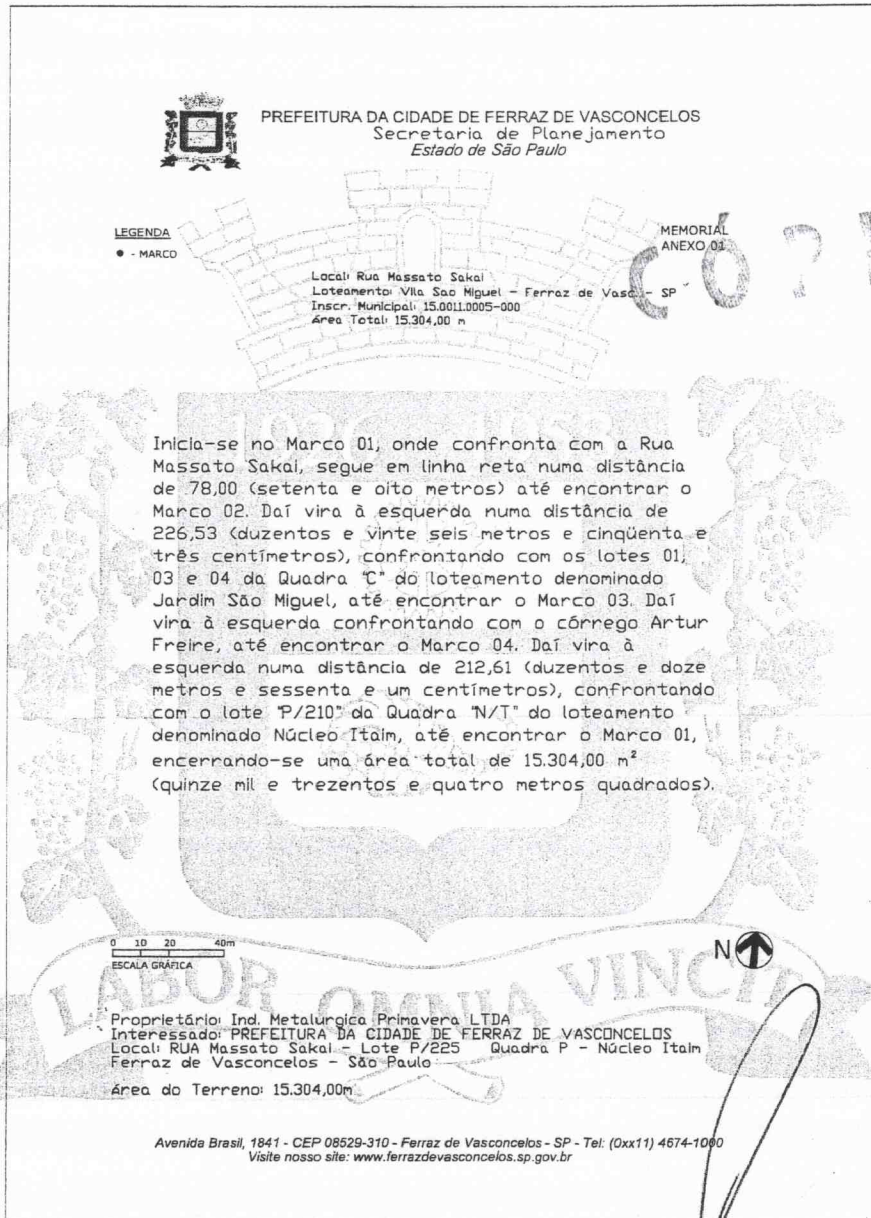 PREFEITURA DA CIDADE DE FERRAZ DE VASCONCELOS
Secretaria de Planejamento
Estado de São Paulo
LEGENDA
● - MARCO
MEMORIAL
ANEXO 01
Local: Rua Massato Sakai
Loteamento: Vila Sao Miguel - Ferraz de Vasc. - SP
Inscr. Municipal: 15.0011.0005-000
Área Total: 15.304,00 m
Inicia-se no Marco 01, onde confronta com a Rua
Massato Sakai, segue em linha reta numa distância
de 78,00 (setenta e oito metros) até encontrar o
Marco 02. Daí vira à esquerda numa distância de
226,53 (duzentos e vinte seis metros e cinqüenta e
três centímetros), confrontando com os lotes 01,
03 e 04 da Quadra "C" do loteamento denominado
Jardim São Miguel, até encontrar o Marco 03. Daí
vira à esquerda confrontando com o córrego Artur
Freire, até encontrar o Marco 04. Daí vira à
esquerda numa distância de 212,61 (duzentos e doze
metros e sessenta e um centímetros), confrontando
com o lote "P/210" da Quadra "N/T" do loteamento
denominado Núcleo Itaim, até encontrar o Marco 01,
encerrando-se uma área total de 15.304,00 m²
(quinze mil e trezentos e quatro metros quadrados).
0 10 20 40m
ESCALA GRÁFICA
N
LABOR OMNIA VINCIT
Proprietário: Ind. Metalurgica Primavera LTDA
Interessado: PREFEITURA DA CIDADE DE FERRAZ DE VASCONCELOS
Local: RUA Massato Sakai - Lote P/225 Quadra P - Núcleo Itaim
Ferraz de Vasconcelos - São Paulo
Área do Terreno: 15.304,00m
Avenida Brasil, 1841 - CEP 08529-310 - Ferraz de Vasconcelos - SP - Tel: (0xx11) 4674-1000
Visite nosso site: www.ferrazdevasconcelos.sp.gov.br